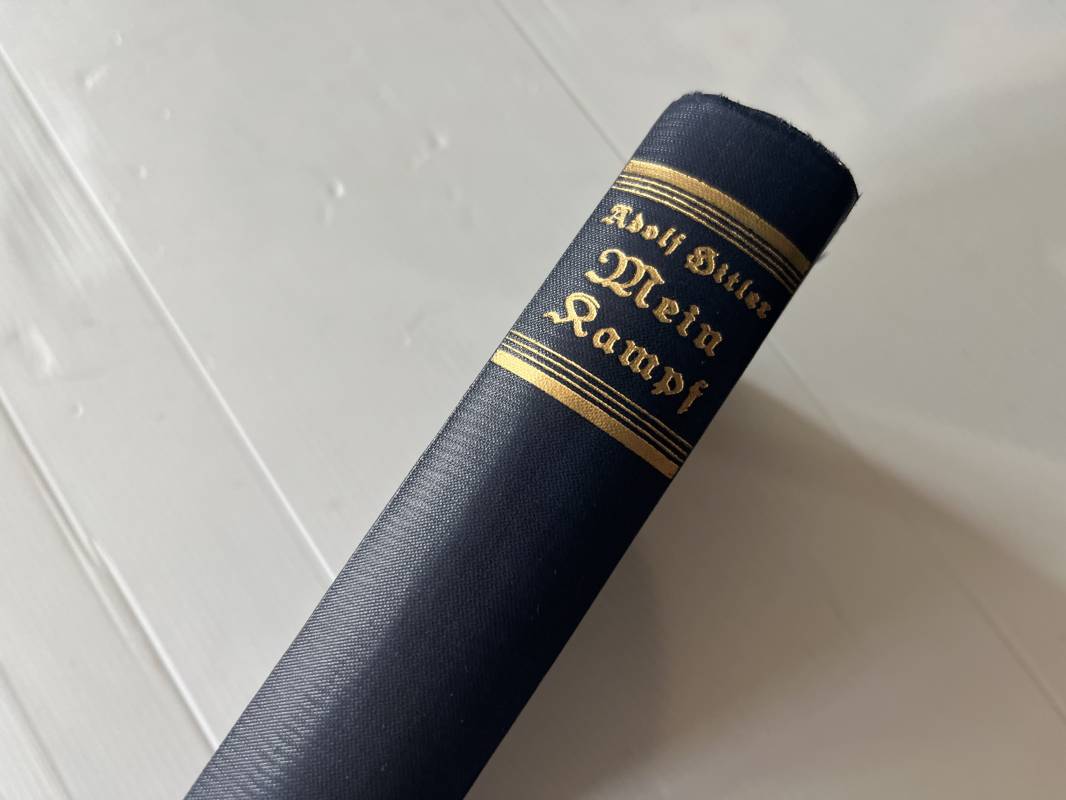 Adolf Hitler
Mein
Kampf